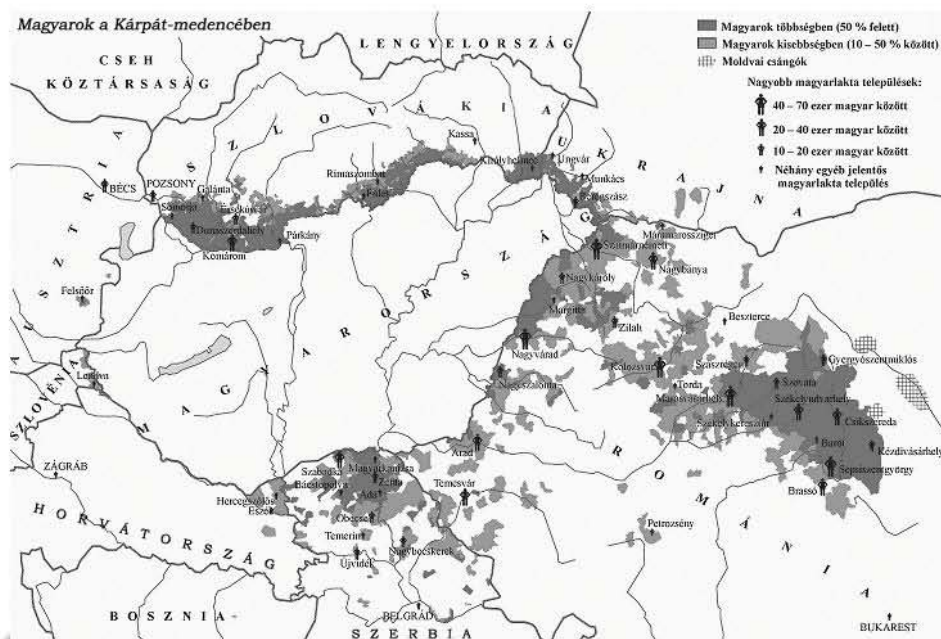 Magyarok a Kárpát-medencében
Magyarok többségben (50 % felett)
Magyarok kisebbségben (10 – 50 % között)
Moldvai csángók
Nagyobb magyarlakta települések:
40 – 70 ezer magyar között
20 – 40 ezer magyar között
10 – 20 ezer magyar között
Néhány egyéb jelentős
magyarlakta település
LENGYELORSZÁG
CSEH
KÖZTÁRSASÁG
SZLOVÁKIA
UKRAJNA
MAGYARORSZÁG
SZLOVÉNIA
HORVÁTORSZÁG
BOSZNIA
SZERBIA
ROMÁNIA
BÉCS
POZSONY
Galánta
Somorja
Dunaszerdahely
Érsekújvár
Komárom
Párkány
Rimaszombat
Kassa
Királyhelmec
Ungvár
Munkács
Beregszász
Máramarossziget
Szatmárnémeti
Nagybánya
Nagykároly
Margitta
Zilah
Beszterce
Felsőőr
Lendva
Nagyvárad
Nagyszalonta
Kolozsvár
Torda
Szászrégen
Marosvásárhely
Székelykeresztúr
Szováta
Székelyudvarhely
Gyergyószentmiklós
Csíkszereda
Kézdivásárhely
Barót
Sepsiszentgyörgy
Brassó
Arad
Temesvár
Petrozsény
ZÁGRÁB
Szabadka
Magyarkanizsa
Bácstopolya
Zenta
Ada
Hercegszőlős
Eszék
Óbecse
Temerin
Nagybecskerek
Újvidék
BELGRÁD
BUKAREST